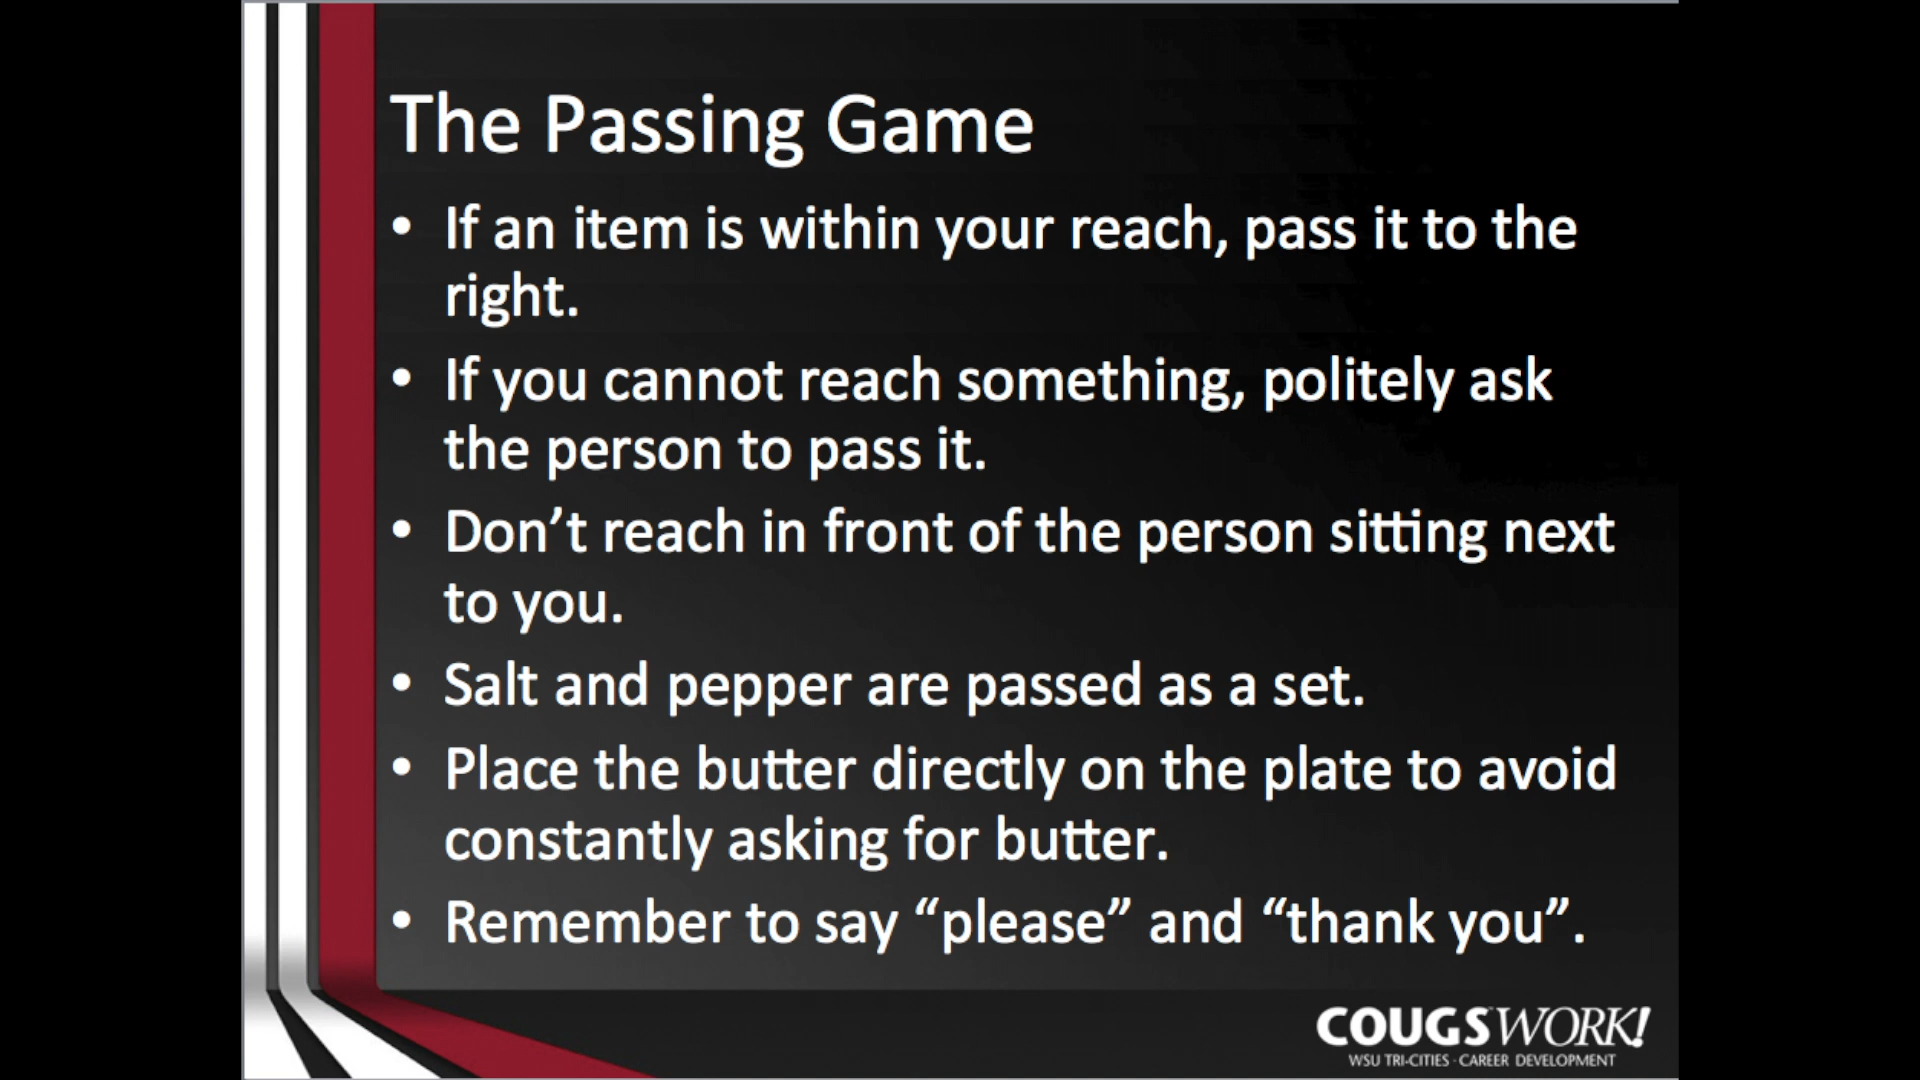 The Passing Game
• If an item is within your reach, pass it to the
right.
• If you cannot reach something, politely ask
the person to pass it.
• Don’t reach in front of the person sitting next
to you.
• Salt and pepper are passed as a set.
• Place the butter directly on the plate to avoid
constantly asking for butter.
• Remember to say “please” and “thank you”.
COUGSWORK!
WSU TRI-CITIES · CAREER DEVELOPMENT